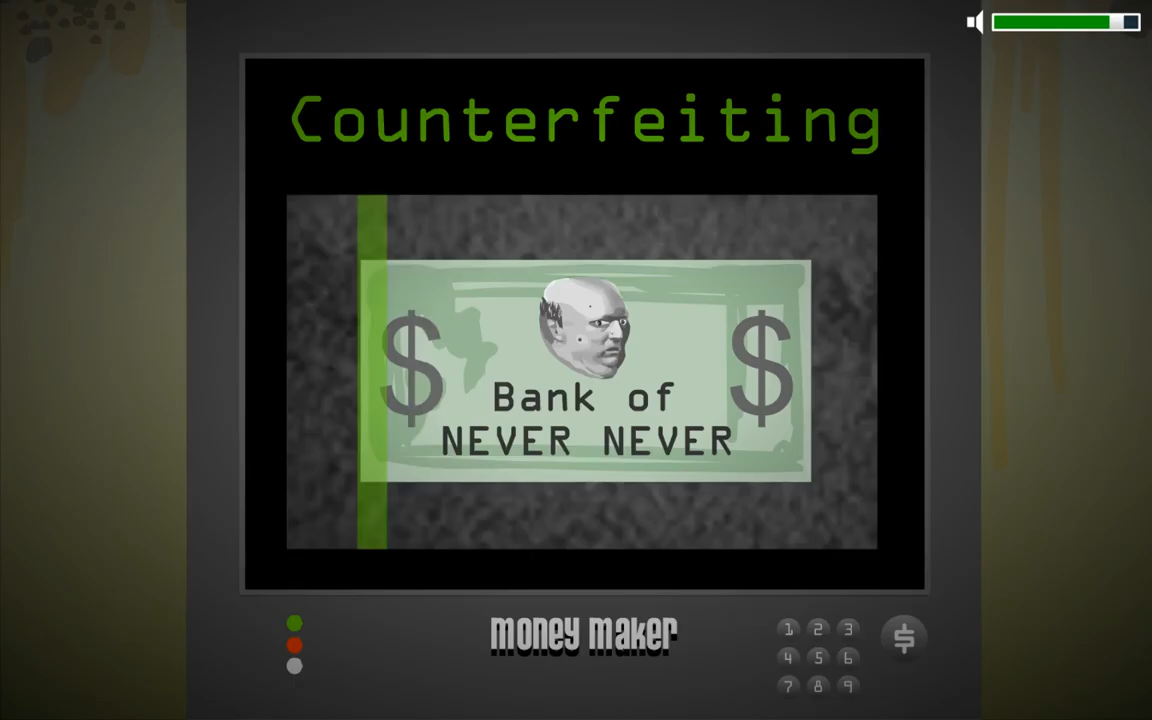 Counterfeiting
$ $
Bank of
NEVER NEVER
money maker
1 2 3
4 5 6
7 8 9
$